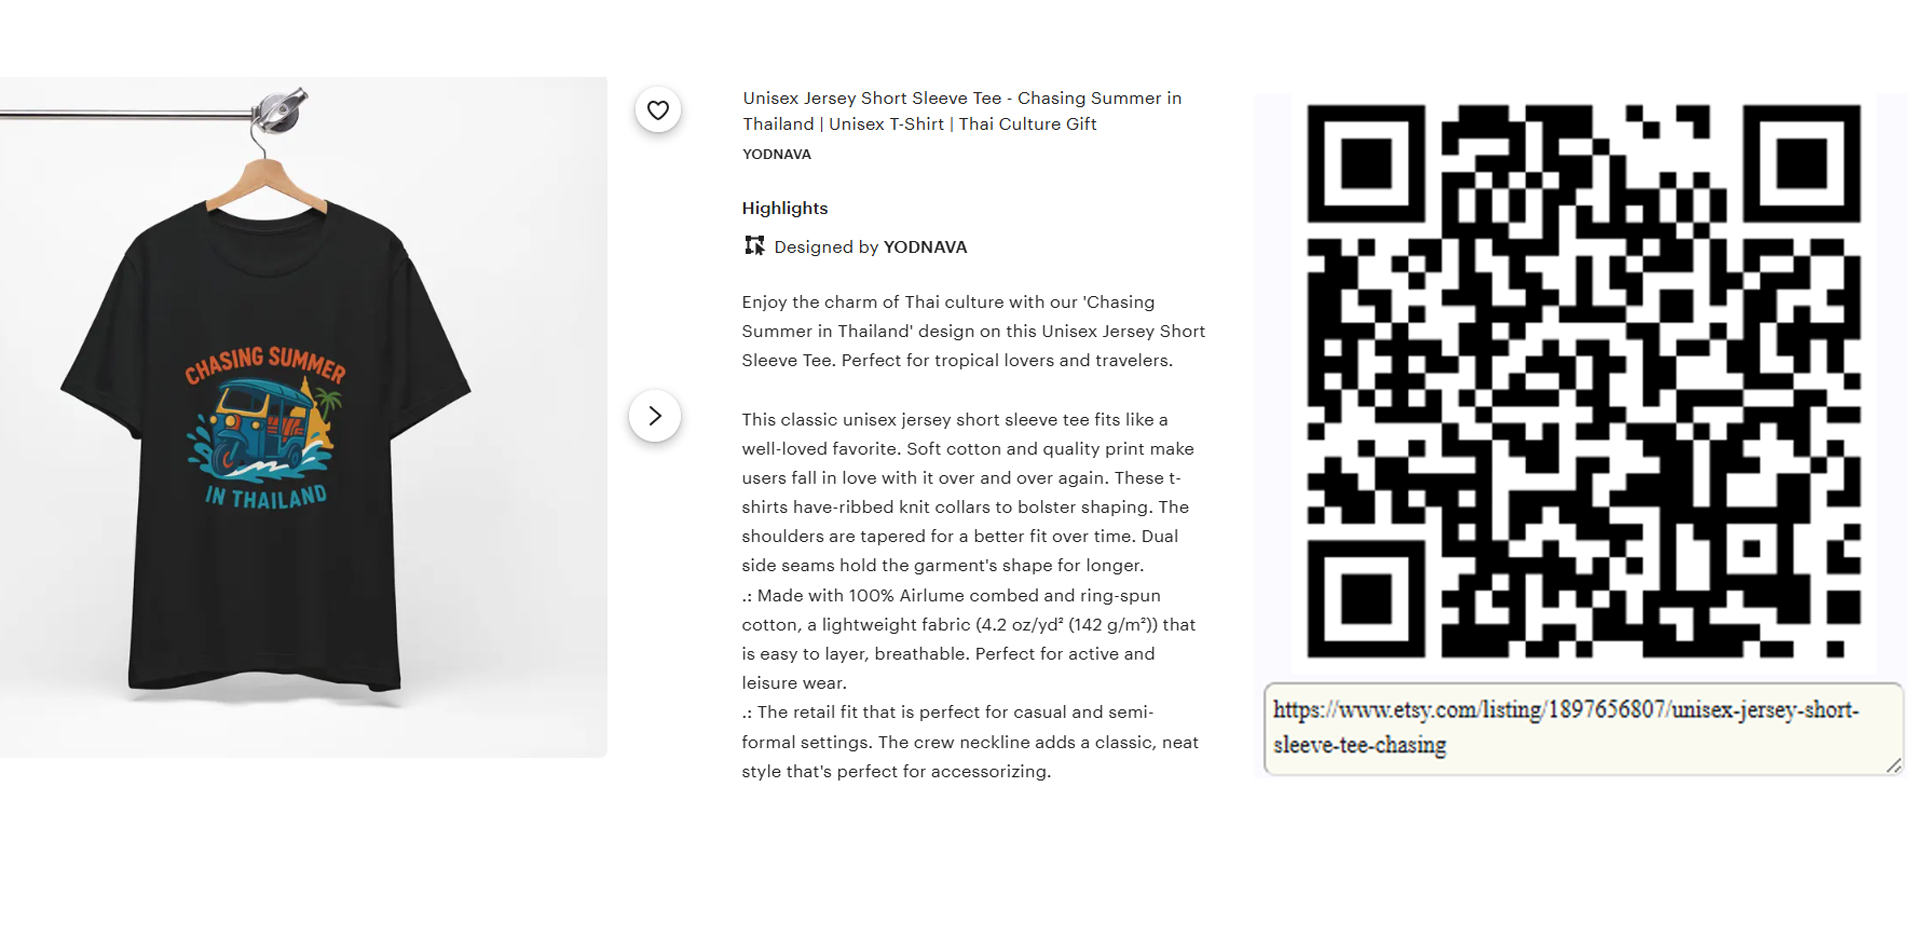 CHASING SUMMER
IN THAILAND
Unisex Jersey Short Sleeve Tee - Chasing Summer in
Thailand | Unisex T-Shirt | Thai Culture Gift
YODNAVA
Highlights
Designed by YODNAVA
Enjoy the charm of Thai culture with our 'Chasing
Summer in Thailand' design on this Unisex Jersey Short
Sleeve Tee. Perfect for tropical lovers and travelers.
This classic unisex jersey short sleeve tee fits like a
well-loved favorite. Soft cotton and quality print make
users fall in love with it over and over again. These t-
shirts have-ribbed knit collars to bolster shaping. The
shoulders are tapered for a better fit over time. Dual
side seams hold the garment's shape for longer.
.: Made with 100% Airlume combed and ring-spun
cotton, a lightweight fabric (4.2 oz/yd² (142 g/m²)) that
is easy to layer, breathable. Perfect for active and
leisure wear.
.: The retail fit that is perfect for casual and semi-
formal settings. The crew neckline adds a classic, neat
style that's perfect for accessorizing.
https://www.etsy.com/listing/1897656807/unisex-jersey-short-
sleeve-tee-chasing